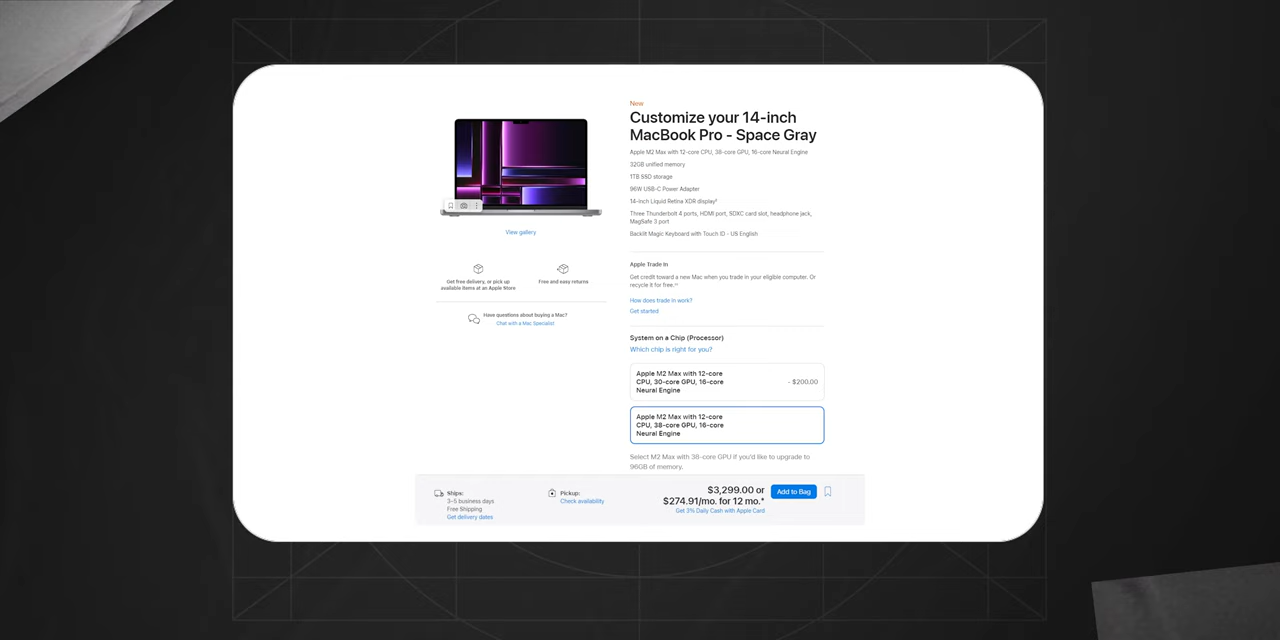 New
Customize your 14-inch
MacBook Pro - Space Gray
Apple M2 Max with 12-core CPU, 38-core GPU, 16-core Neural Engine
32GB unified memory
1TB SSD storage
96W USB-C Power Adapter
14-inch Liquid Retina XDR display²
Three Thunderbolt 4 ports, HDMI port, SDXC card slot, headphone jack,
MagSafe 3 port
Backlit Magic Keyboard with Touch ID - US English
View gallery
Get free delivery, or pick up
available items at an Apple Store
Free and easy returns
Have questions about buying a Mac?
Chat with a Mac Specialist
Apple Trade In
Get credit toward a new Mac when you trade in your eligible computer. Or
recycle it for free.
How does trade in work?
Get started
System on a Chip (Processor)
Which chip is right for you?
Apple M2 Max with 12-core
CPU, 30-core GPU, 16-core
Neural Engine
- $200.00
Apple M2 Max with 12-core
CPU, 38-core GPU, 16-core
Neural Engine
Select M2 Max with 38-core GPU if you'd like to upgrade to
96GB of memory.
Ships:
3–5 business days
Free Shipping
Get delivery dates
Pickup:
Check availability
$3,299.00 or
$274.91/mo. for 12 mo.*
Get 3% Daily Cash with Apple Card
Add to Bag